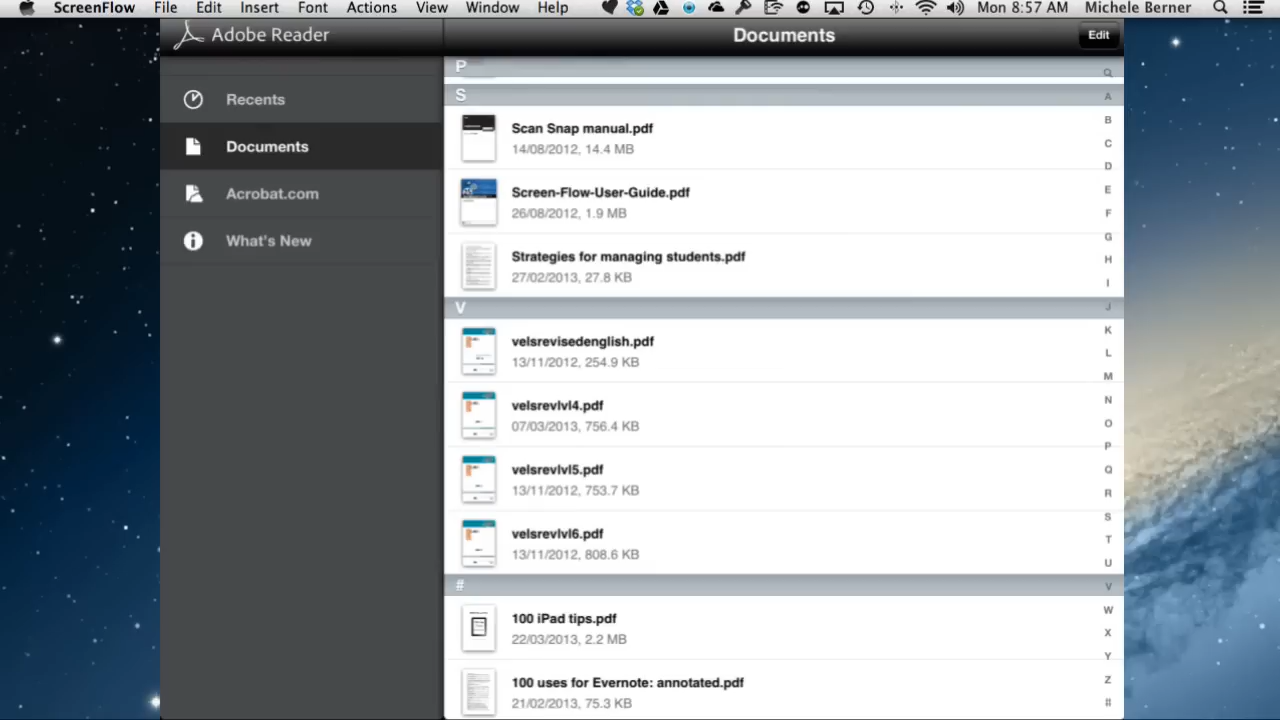 ScreenFlow File Edit Insert Font Actions View Window Help Mon 8:57 AM Michele Berner
Adobe Reader
Documents
Edit
Recents
Documents
Acrobat.com
What's New
P
S
Scan Snap manual.pdf
14/08/2012, 14.4 MB
Screen-Flow-User-Guide.pdf
26/08/2012, 1.9 MB
Strategies for managing students.pdf
27/02/2013, 27.8 KB
V
velsrevisedenglish.pdf
13/11/2012, 254.9 KB
velsrevlvl4.pdf
07/03/2013, 756.4 KB
velsrevlvl5.pdf
13/11/2012, 753.7 KB
velsrevlvl6.pdf
13/11/2012, 808.6 KB
#
100 iPad tips.pdf
22/03/2013, 2.2 MB
100 uses for Evernote: annotated.pdf
21/02/2013, 75.3 KB
A
B
C
D
E
F
G
H
I
J
K
L
M
N
O
P
Q
R
S
T
U
V
W
X
Y
Z
#